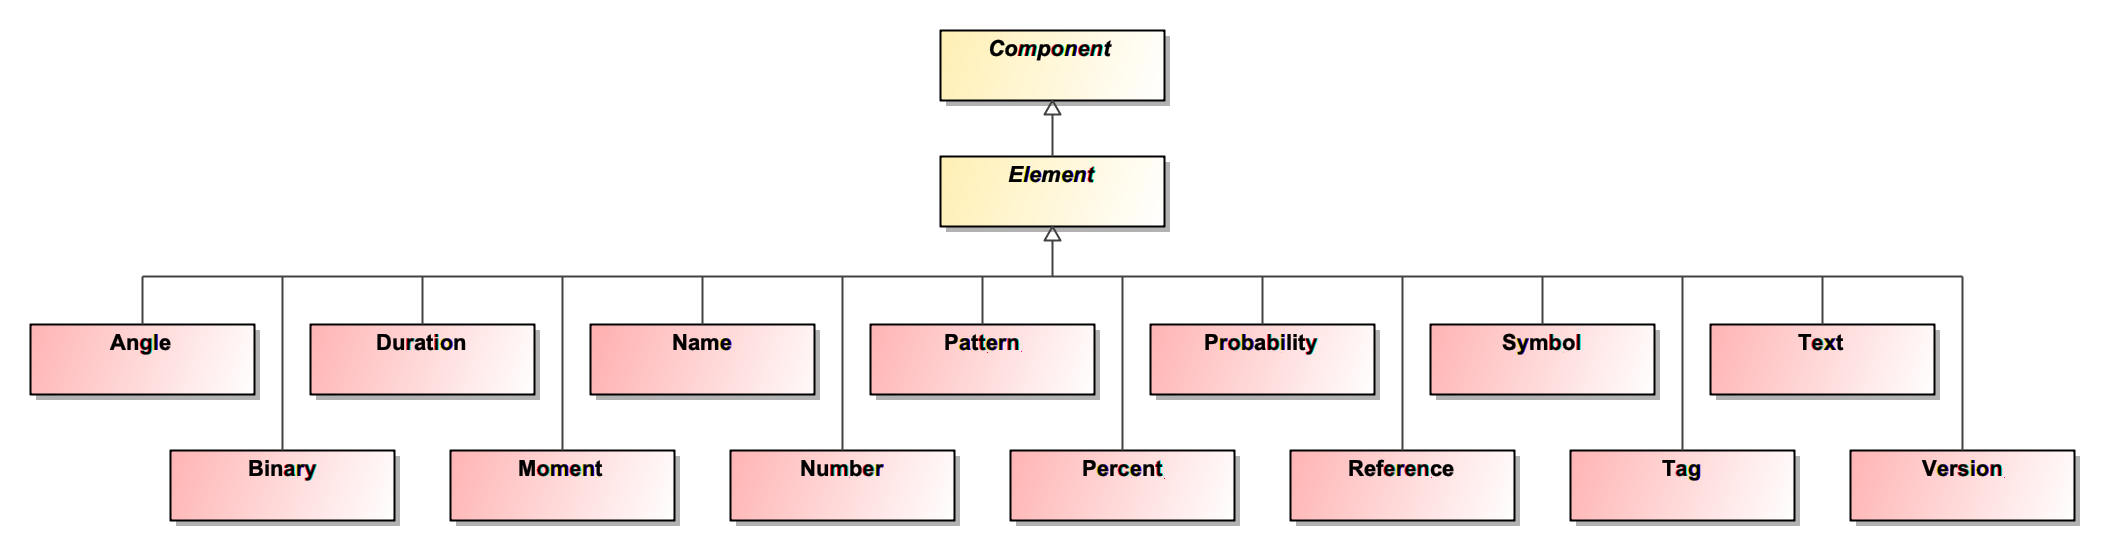 Component
Element
Angle
Duration
Name
Pattern
Probability
Symbol
Text
Binary
Moment
Number
Percent
Reference
Tag
Version